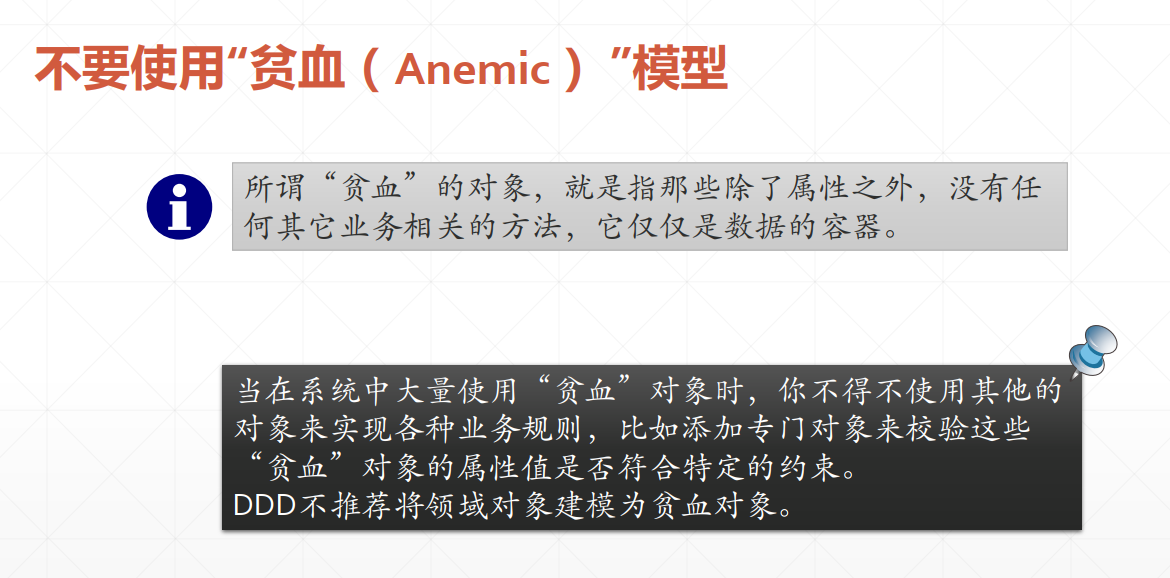 不要使用“贫血（Anemic）”模型
所谓“贫血”的对象，就是指那些除了属性之外，没有任
何其它业务相关的方法，它仅仅是数据的容器。
当在系统中大量使用“贫血”对象时，你不得不使用其他的
对象来实现各种业务规则，比如添加专门对象来校验这些
“贫血”对象的属性值是否符合特定的约束。
DDD不推荐将领域对象建模为贫血对象。